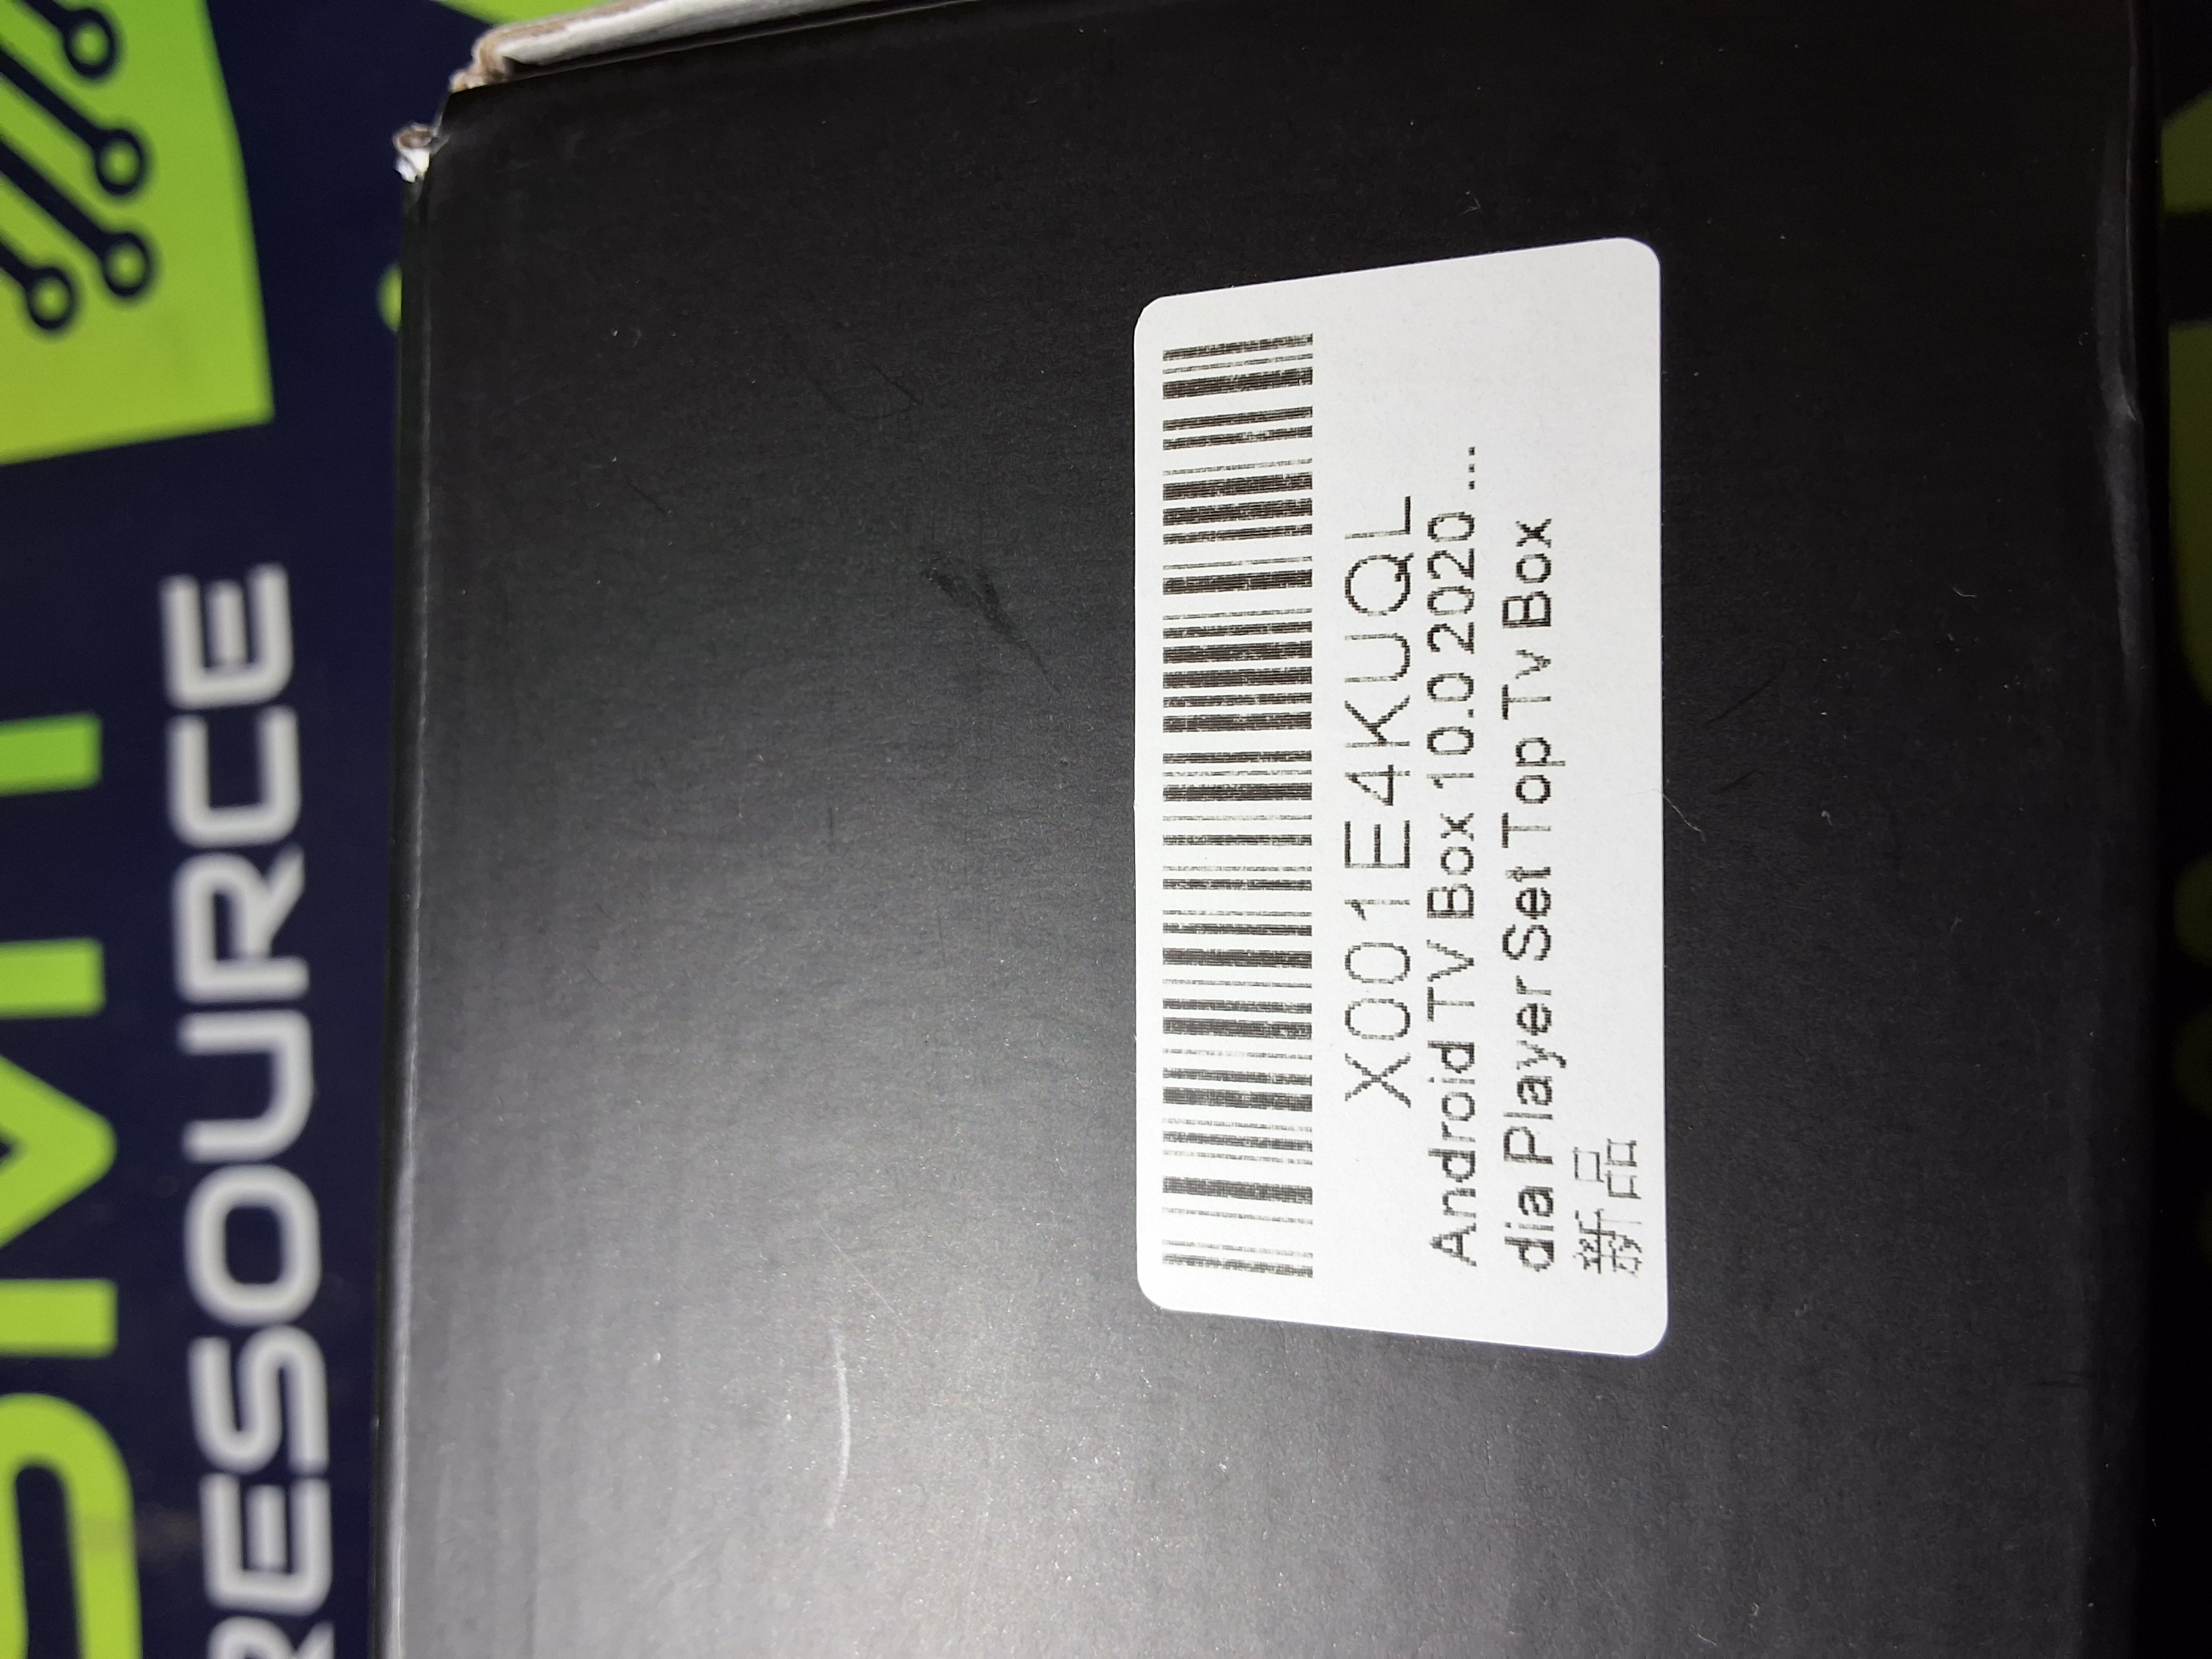 X001E4KUQL
Android TV Box 10.0 2020 ...
dia Player Set Top Tv Box
新品
RESOURCE